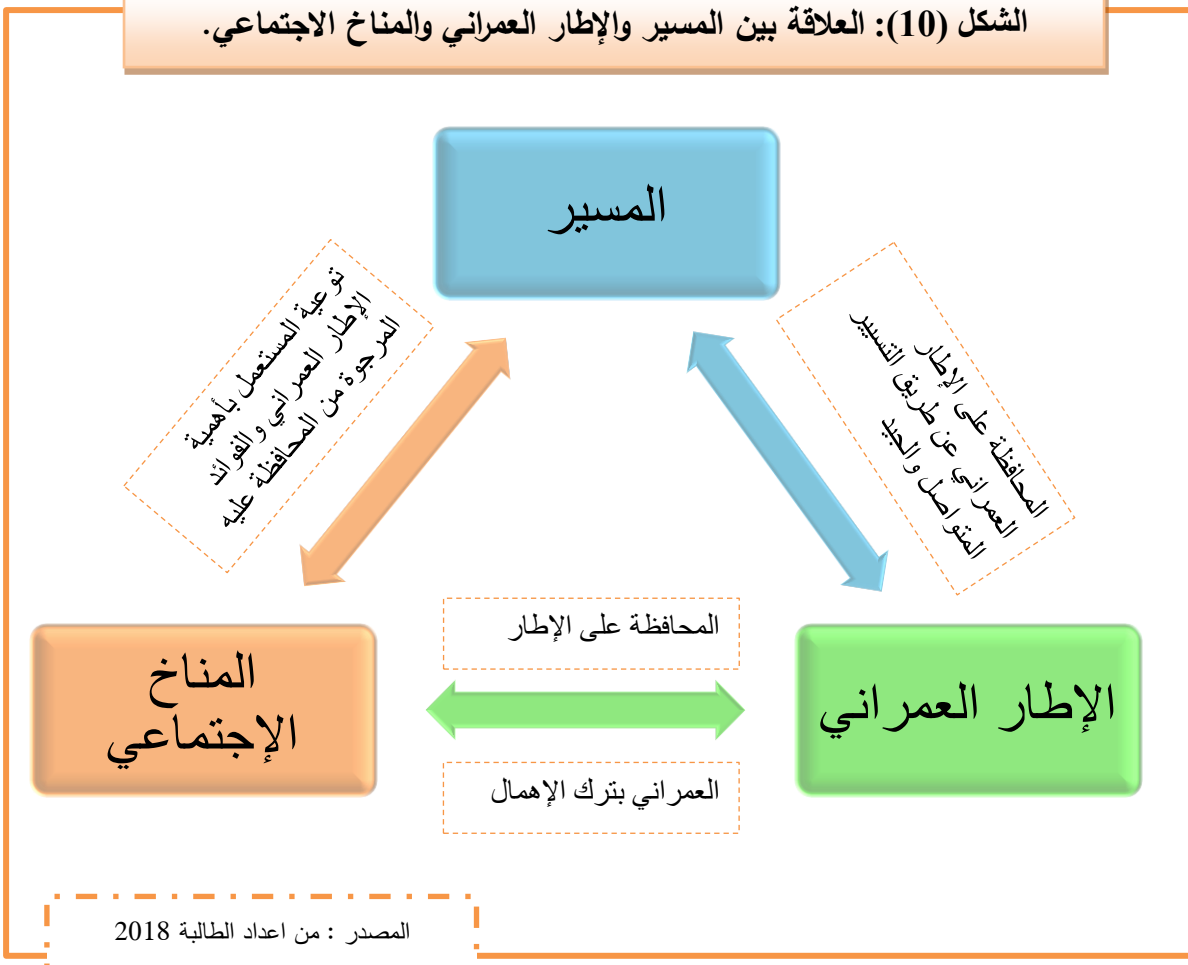 الشكل (10): العلاقة بين المسير والإطار العمراني والمناخ الاجتماعي.
المسير
توعية المستعمل بأهمية
الإطار العمراني والفوائد
المرجوة من المحافظة عليه
المحافظة على الإطار
العمراني عن طريق التسيير
المتواصل والجيد
المحافظة على الإطار
الإطار العمراني
المناخ
الإجتماعي
العمراني بترك الإهمال
المصدر : من اعداد الطالبة 2018